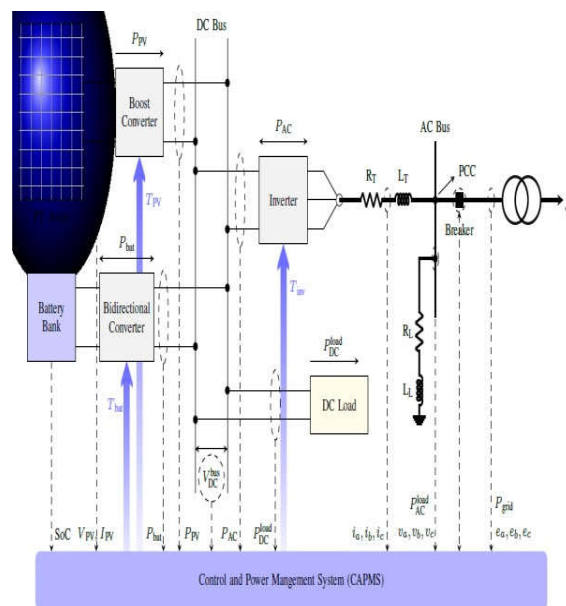 DC Bus
P_PV
Boost
Converter
P_AC
AC Bus
R_T L_T
PCC
Inverter
Breaker
T_PV
P_bat
Battery
Bank
Bidirectional
Converter
T_inv
R_L
P_DC^load
L_L
DC Load
T_bat
V_DC^bus
SoC V_PV I_PV P_bat P_PV P_AC P_DC^load i_a, i_b, i_c v_a, v_b, v_c e_a, e_b, e_c
P_AC^load
P_grid
Control and Power Mangement System (CAPMS)